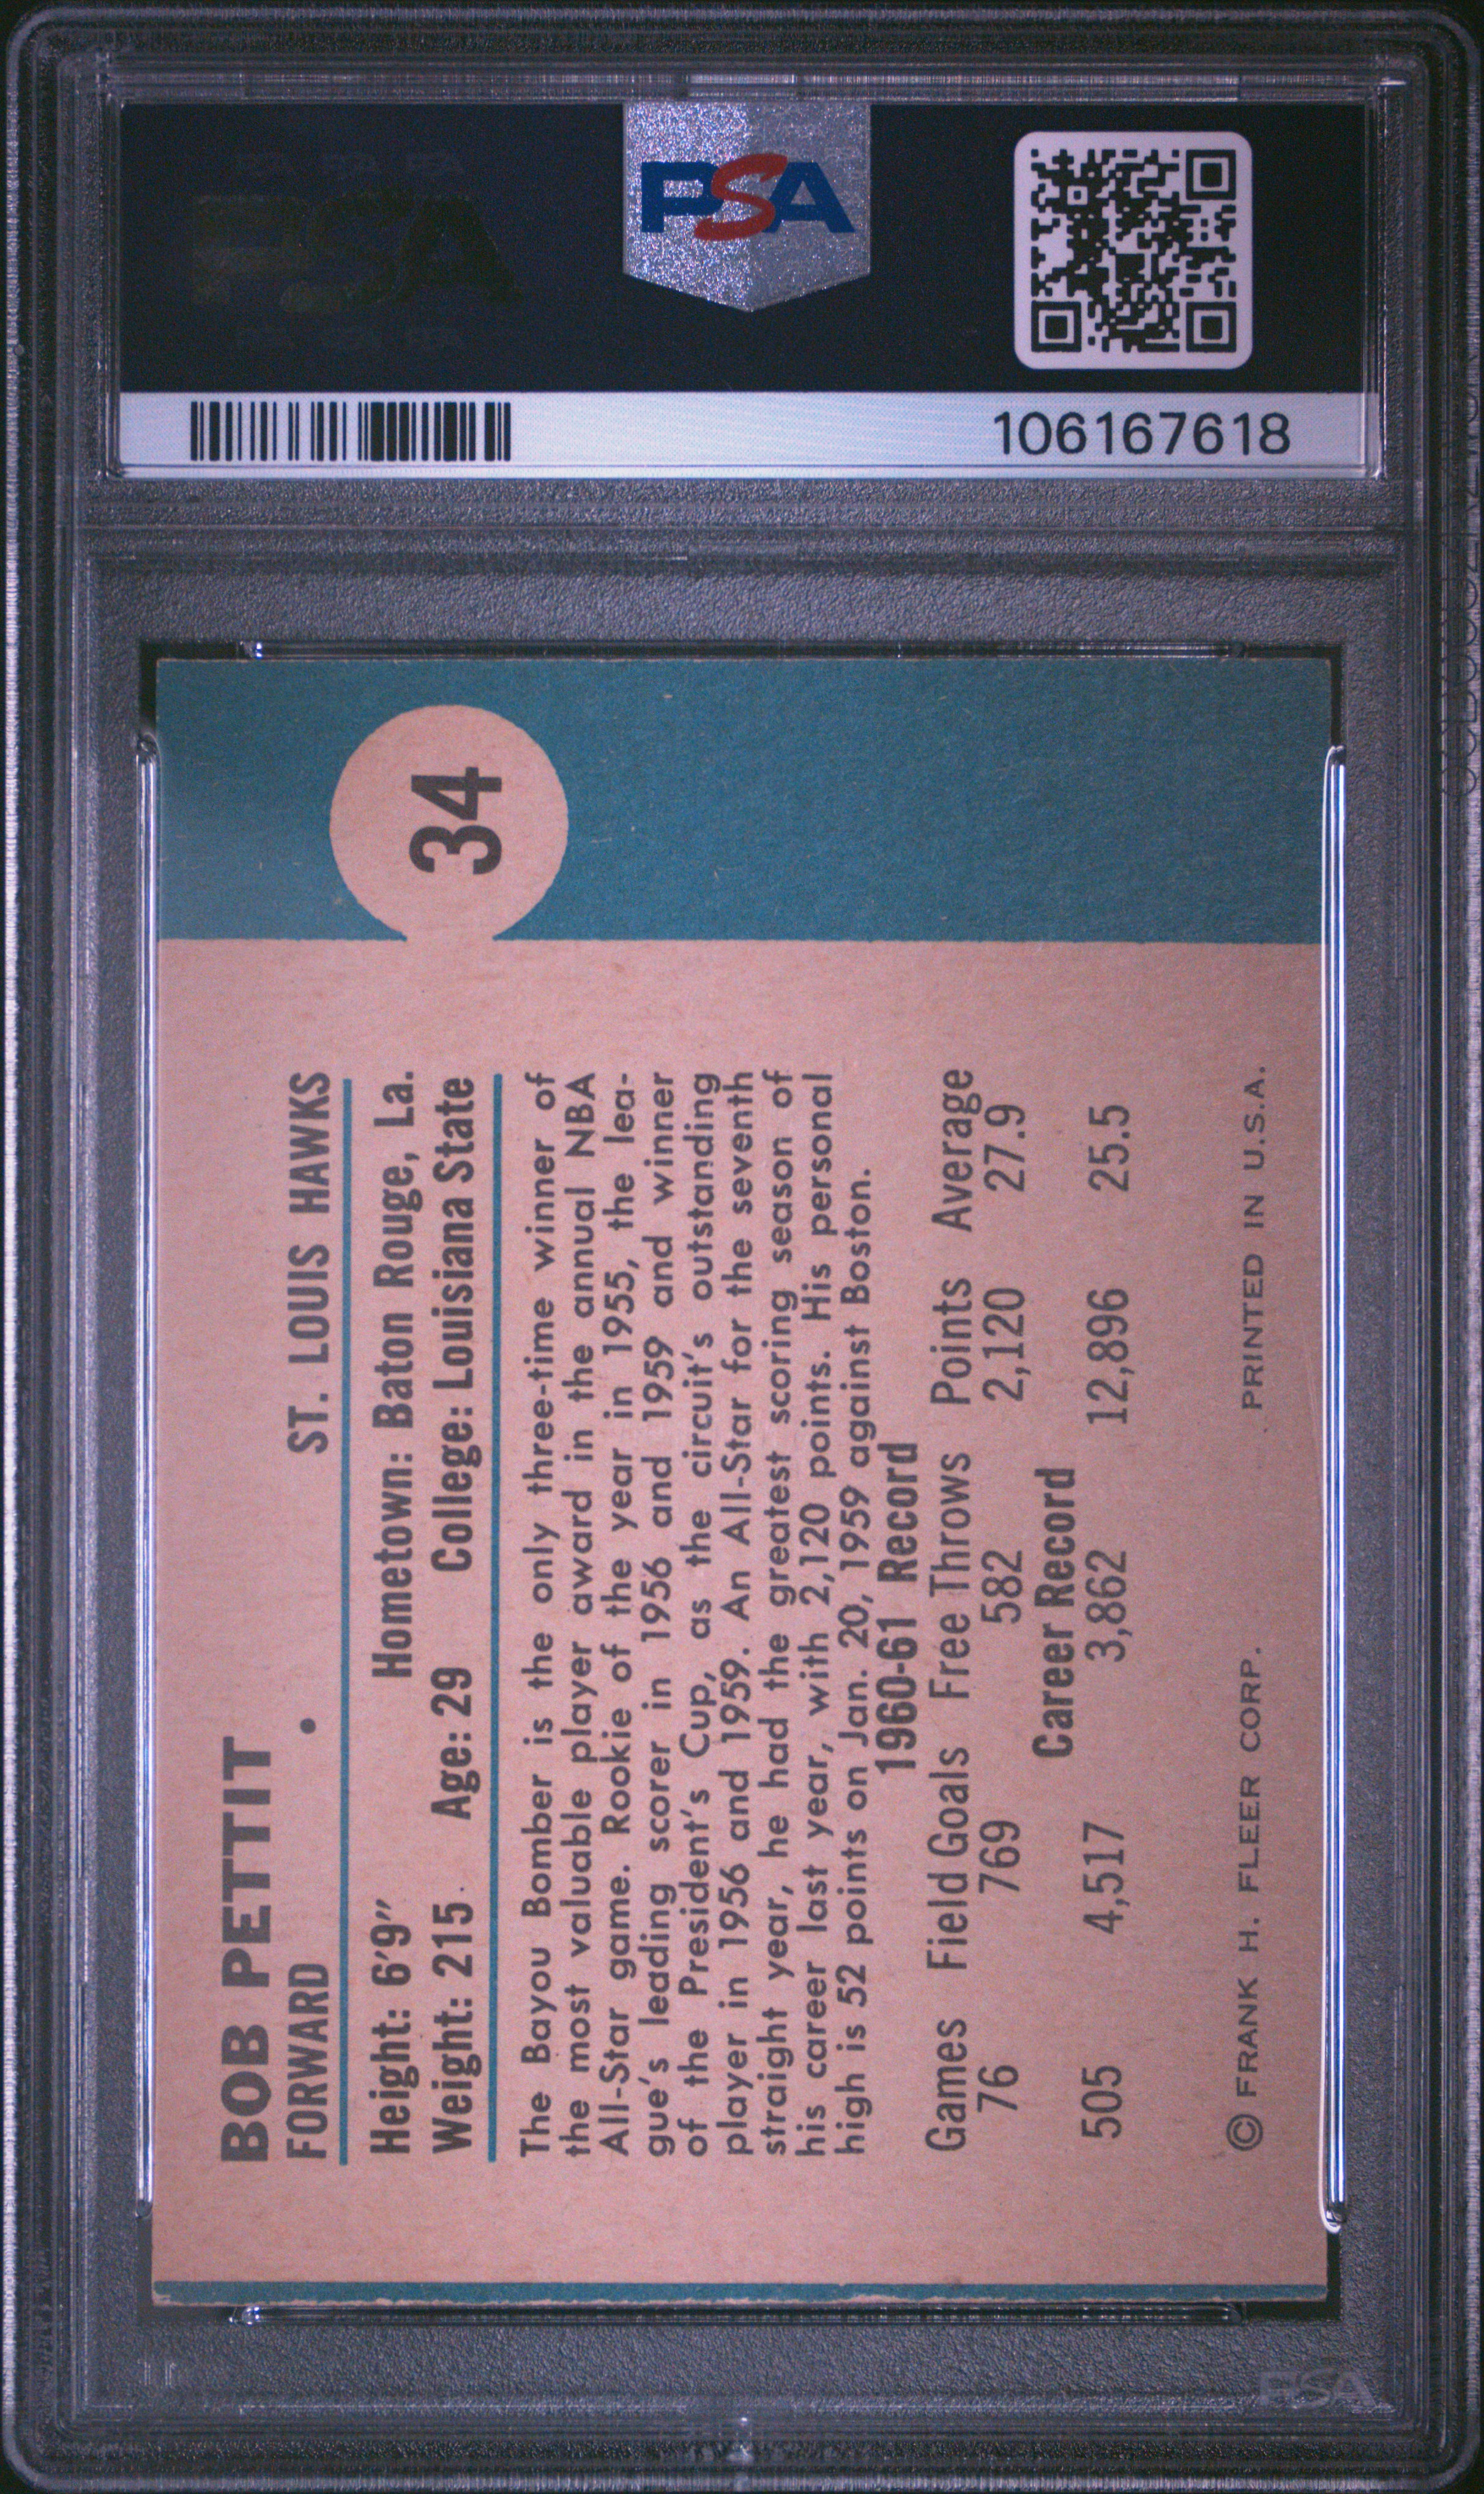 PSA
PSA
106167618
34
BOB PETTIT
FORWARD ST. LOUIS HAWKS
Height: 6'9" Hometown: Baton Rouge, La.
Weight: 215 Age: 29 College: Louisiana State
The Bayou Bomber is the only three-time winner of
the most valuable player award in the annual NBA
All-Star game. Rookie of the year in 1955, the lea-
gue's leading scorer in 1956 and 1959 and winner
of the President's Cup, as the circuit's outstanding
player in 1956 and 1959. An All-Star for the seventh
straight year, he had the greatest scoring season of
his career last year, with 2,120 points. His personal
high is 52 points on Jan. 20, 1959 against Boston.
1960-61 Record
Games Field Goals Free Throws Points Average
76 769 582 2,120 27.9
Career Record
505 4,517 3,862 12,896 25.5
© FRANK H. FLEER CORP. PRINTED IN U.S.A.
PSA